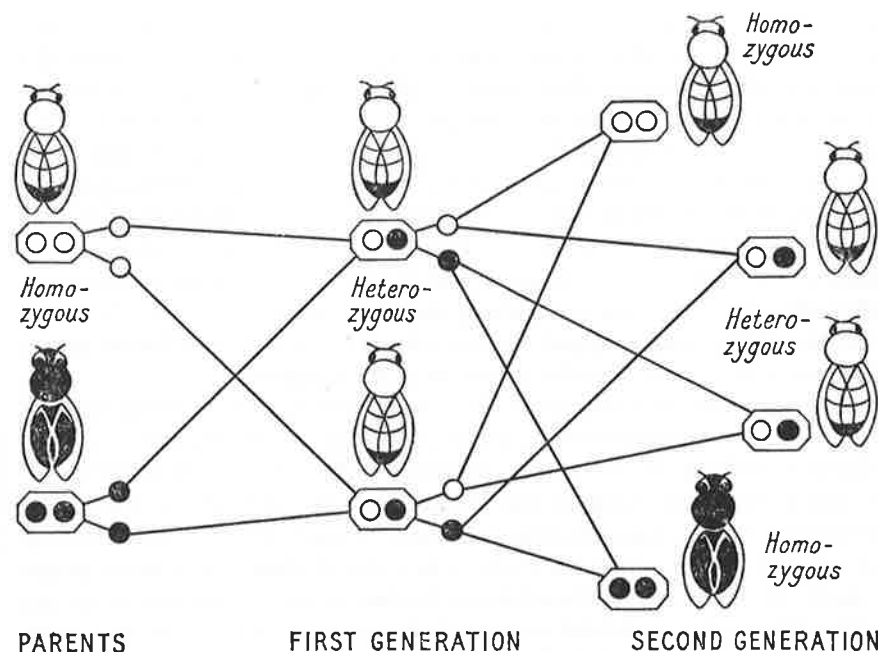 Homo-
zygous
Homo-
zygous
Hetero-
zygous
Hetero-
zygous
Homo-
zygous
PARENTS
FIRST GENERATION
SECOND GENERATION